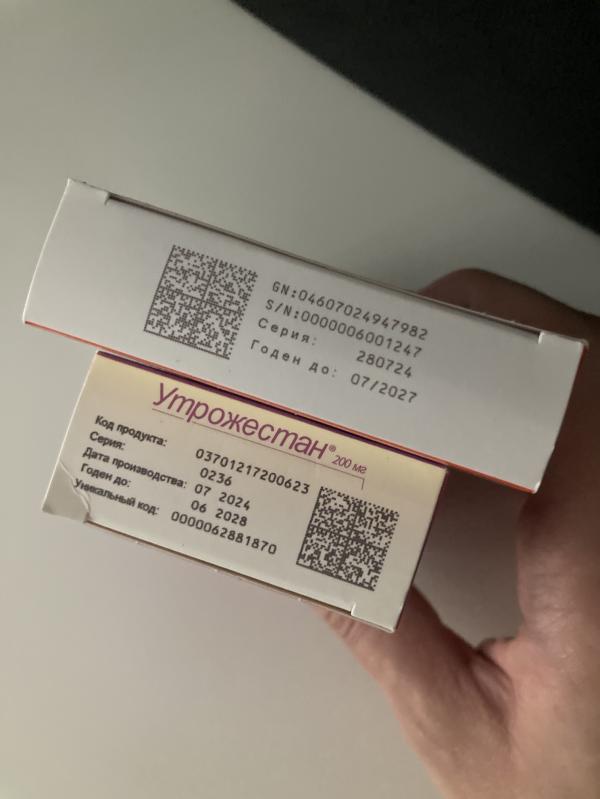 GN:04607024947982
S/N:0000006001247
Серия: 280724
Годен до: 07/2027
Утрожестан® 200 мг
Код продукта: 03701217200623
Серия: 0236
Дата производства: 07 2024
Годен до: 06 2028
Уникальный код: 0000062881870